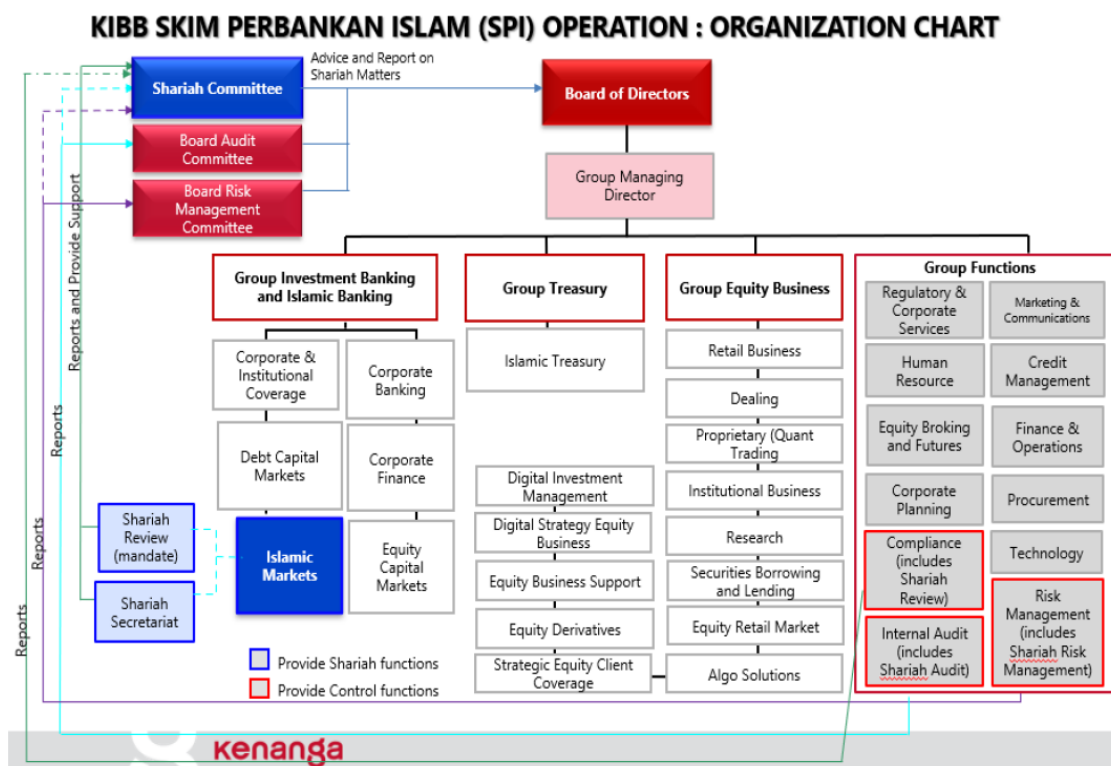 KIBB SKIM PERBANKAN ISLAM (SPI) OPERATION : ORGANIZATION CHART
Advice and Report on
Shariah Matters
Shariah Committee
Board of Directors
Board Audit
Committee
Board Risk
Management
Committee
Group Managing
Director
Reports and Provide Support
Reports
Reports
Group Investment Banking
and Islamic Banking
Group Treasury
Group Equity Business
Group Functions
Corporate &
Institutional
Coverage
Corporate
Banking
Debt Capital
Markets
Corporate
Finance
Shariah
Review
(mandate)
Islamic
Markets
Equity
Capital
Markets
Shariah
Secretariat
Islamic Treasury
Digital Investment
Management
Digital Strategy Equity
Business
Equity Business Support
Equity Derivatives
Strategic Equity Client
Coverage
Retail Business
Dealing
Proprietary (Quant
Trading
Institutional Business
Research
Securities Borrowing
and Lending
Equity Retail Market
Algo Solutions
Regulatory &
Corporate
Services
Marketing &
Communications
Human
Resource
Credit
Management
Equity Broking
and Futures
Finance &
Operations
Corporate
Planning
Procurement
Compliance
(includes
Shariah
Review)
Technology
Internal Audit
(includes
Shariah Audit)
Risk
Management
(includes
Shariah Risk
Management)
Provide Shariah functions
Provide Control functions
kenanga